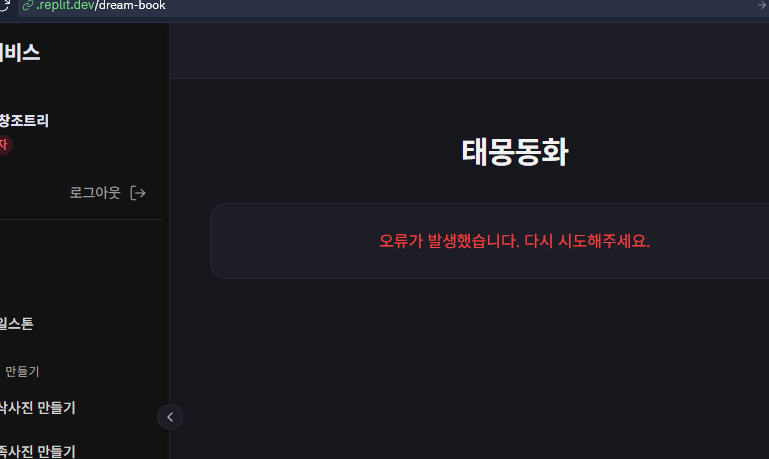 .replit.dev/dream-book
비스
창조트리
자
로그아웃
태몽동화
오류가 발생했습니다. 다시 시도해주세요.
일스톤
만들기
사진 만들기
족사진 만들기